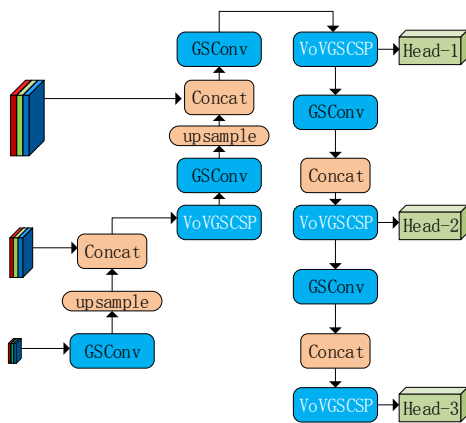 GSConv
VoVGSCSP
Head-1
Concat
GSConv
upsample
GSConv
Concat
VoVGSCSP
VoVGSCSP
Head-2
Concat
upsample
GSConv
GSConv
Concat
VoVGSCSP
Head-3